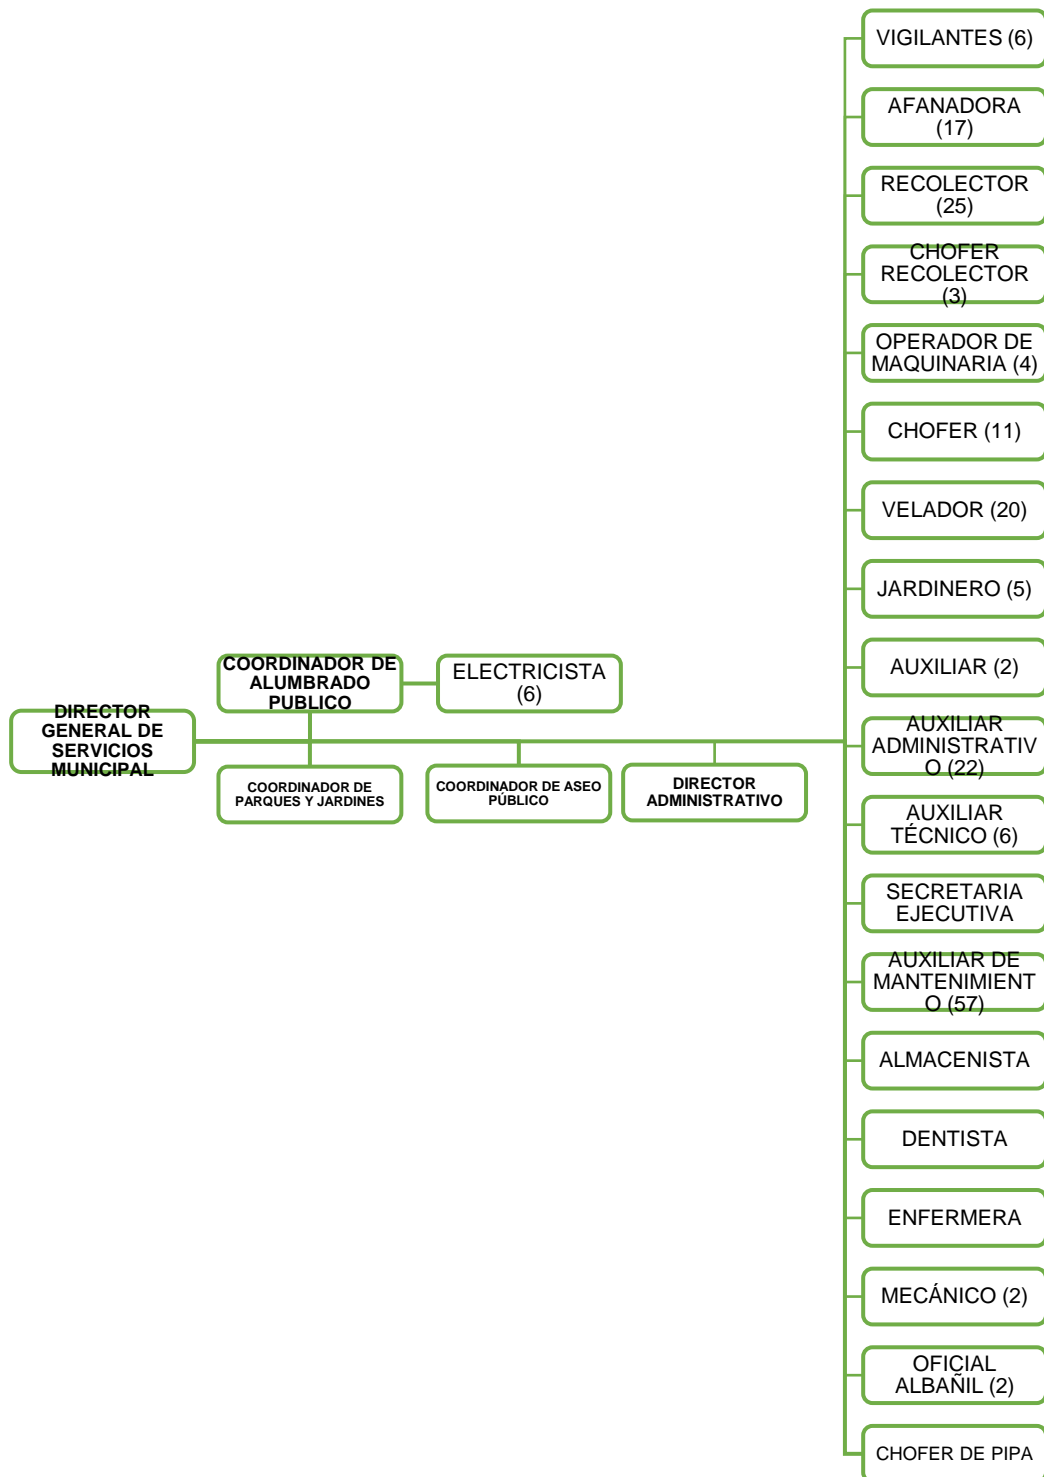 VIGILANTES (6)
AFANADORA
(17)
RECOLECTOR
(25)
CHOFER
RECOLECTOR
(3)
OPERADOR DE
MAQUINARIA (4)
CHOFER (11)
VELADOR (20)
JARDINERO (5)
COORDINADOR DE
ALUMBRADO
PUBLICO
ELECTRICISTA
(6)
AUXILIAR (2)
DIRECTOR
GENERAL DE
SERVICIOS
MUNICIPAL
AUXILIAR
ADMINISTRATIV
O (22)
COORDINADOR DE
PARQUES Y JARDINES
COORDINADOR DE ASEO
PÚBLICO
DIRECTOR
ADMINISTRATIVO
AUXILIAR
TÉCNICO (6)
SECRETARIA
EJECUTIVA
AUXILIAR DE
MANTENIMIENT
O (57)
ALMACENISTA
DENTISTA
ENFERMERA
MECÁNICO (2)
OFICIAL
ALBAÑIL (2)
CHOFER DE PIPA